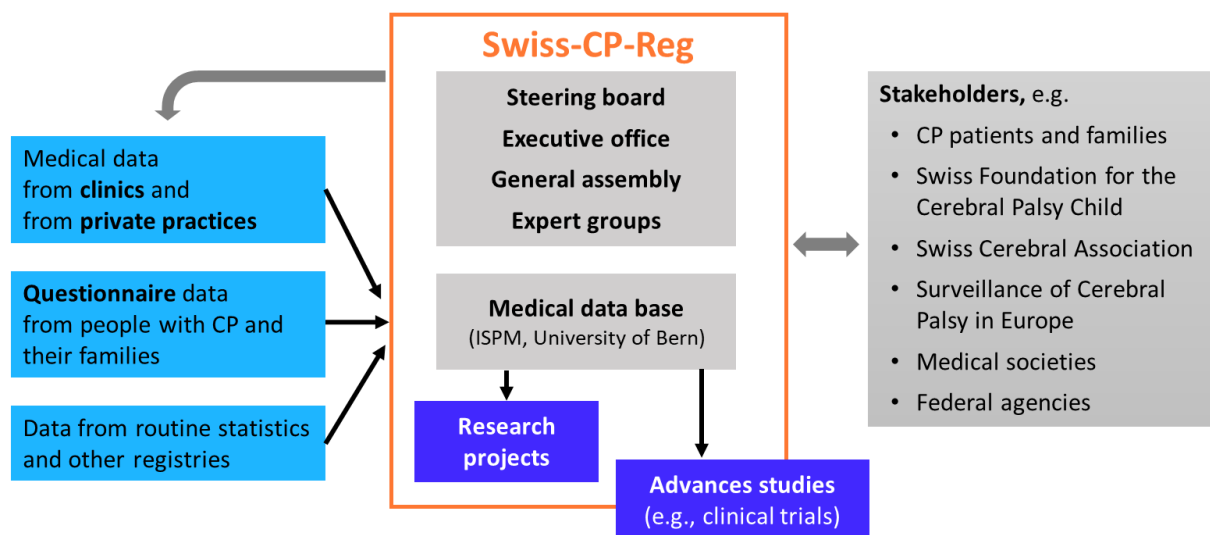 Swiss-CP-Reg
Steering board
Executive office
General assembly
Expert groups
Medical data base
(ISPM, University of Bern)
Research
projects
Advances studies
(e.g., clinical trials)
Medical data
from clinics and
from private practices
Questionnaire data
from people with CP and
their families
Data from routine statistics
and other registries
Stakeholders, e.g.
• CP patients and families
• Swiss Foundation for the
Cerebral Palsy Child
• Swiss Cerebral Association
• Surveillance of Cerebral
Palsy in Europe
• Medical societies
• Federal agencies